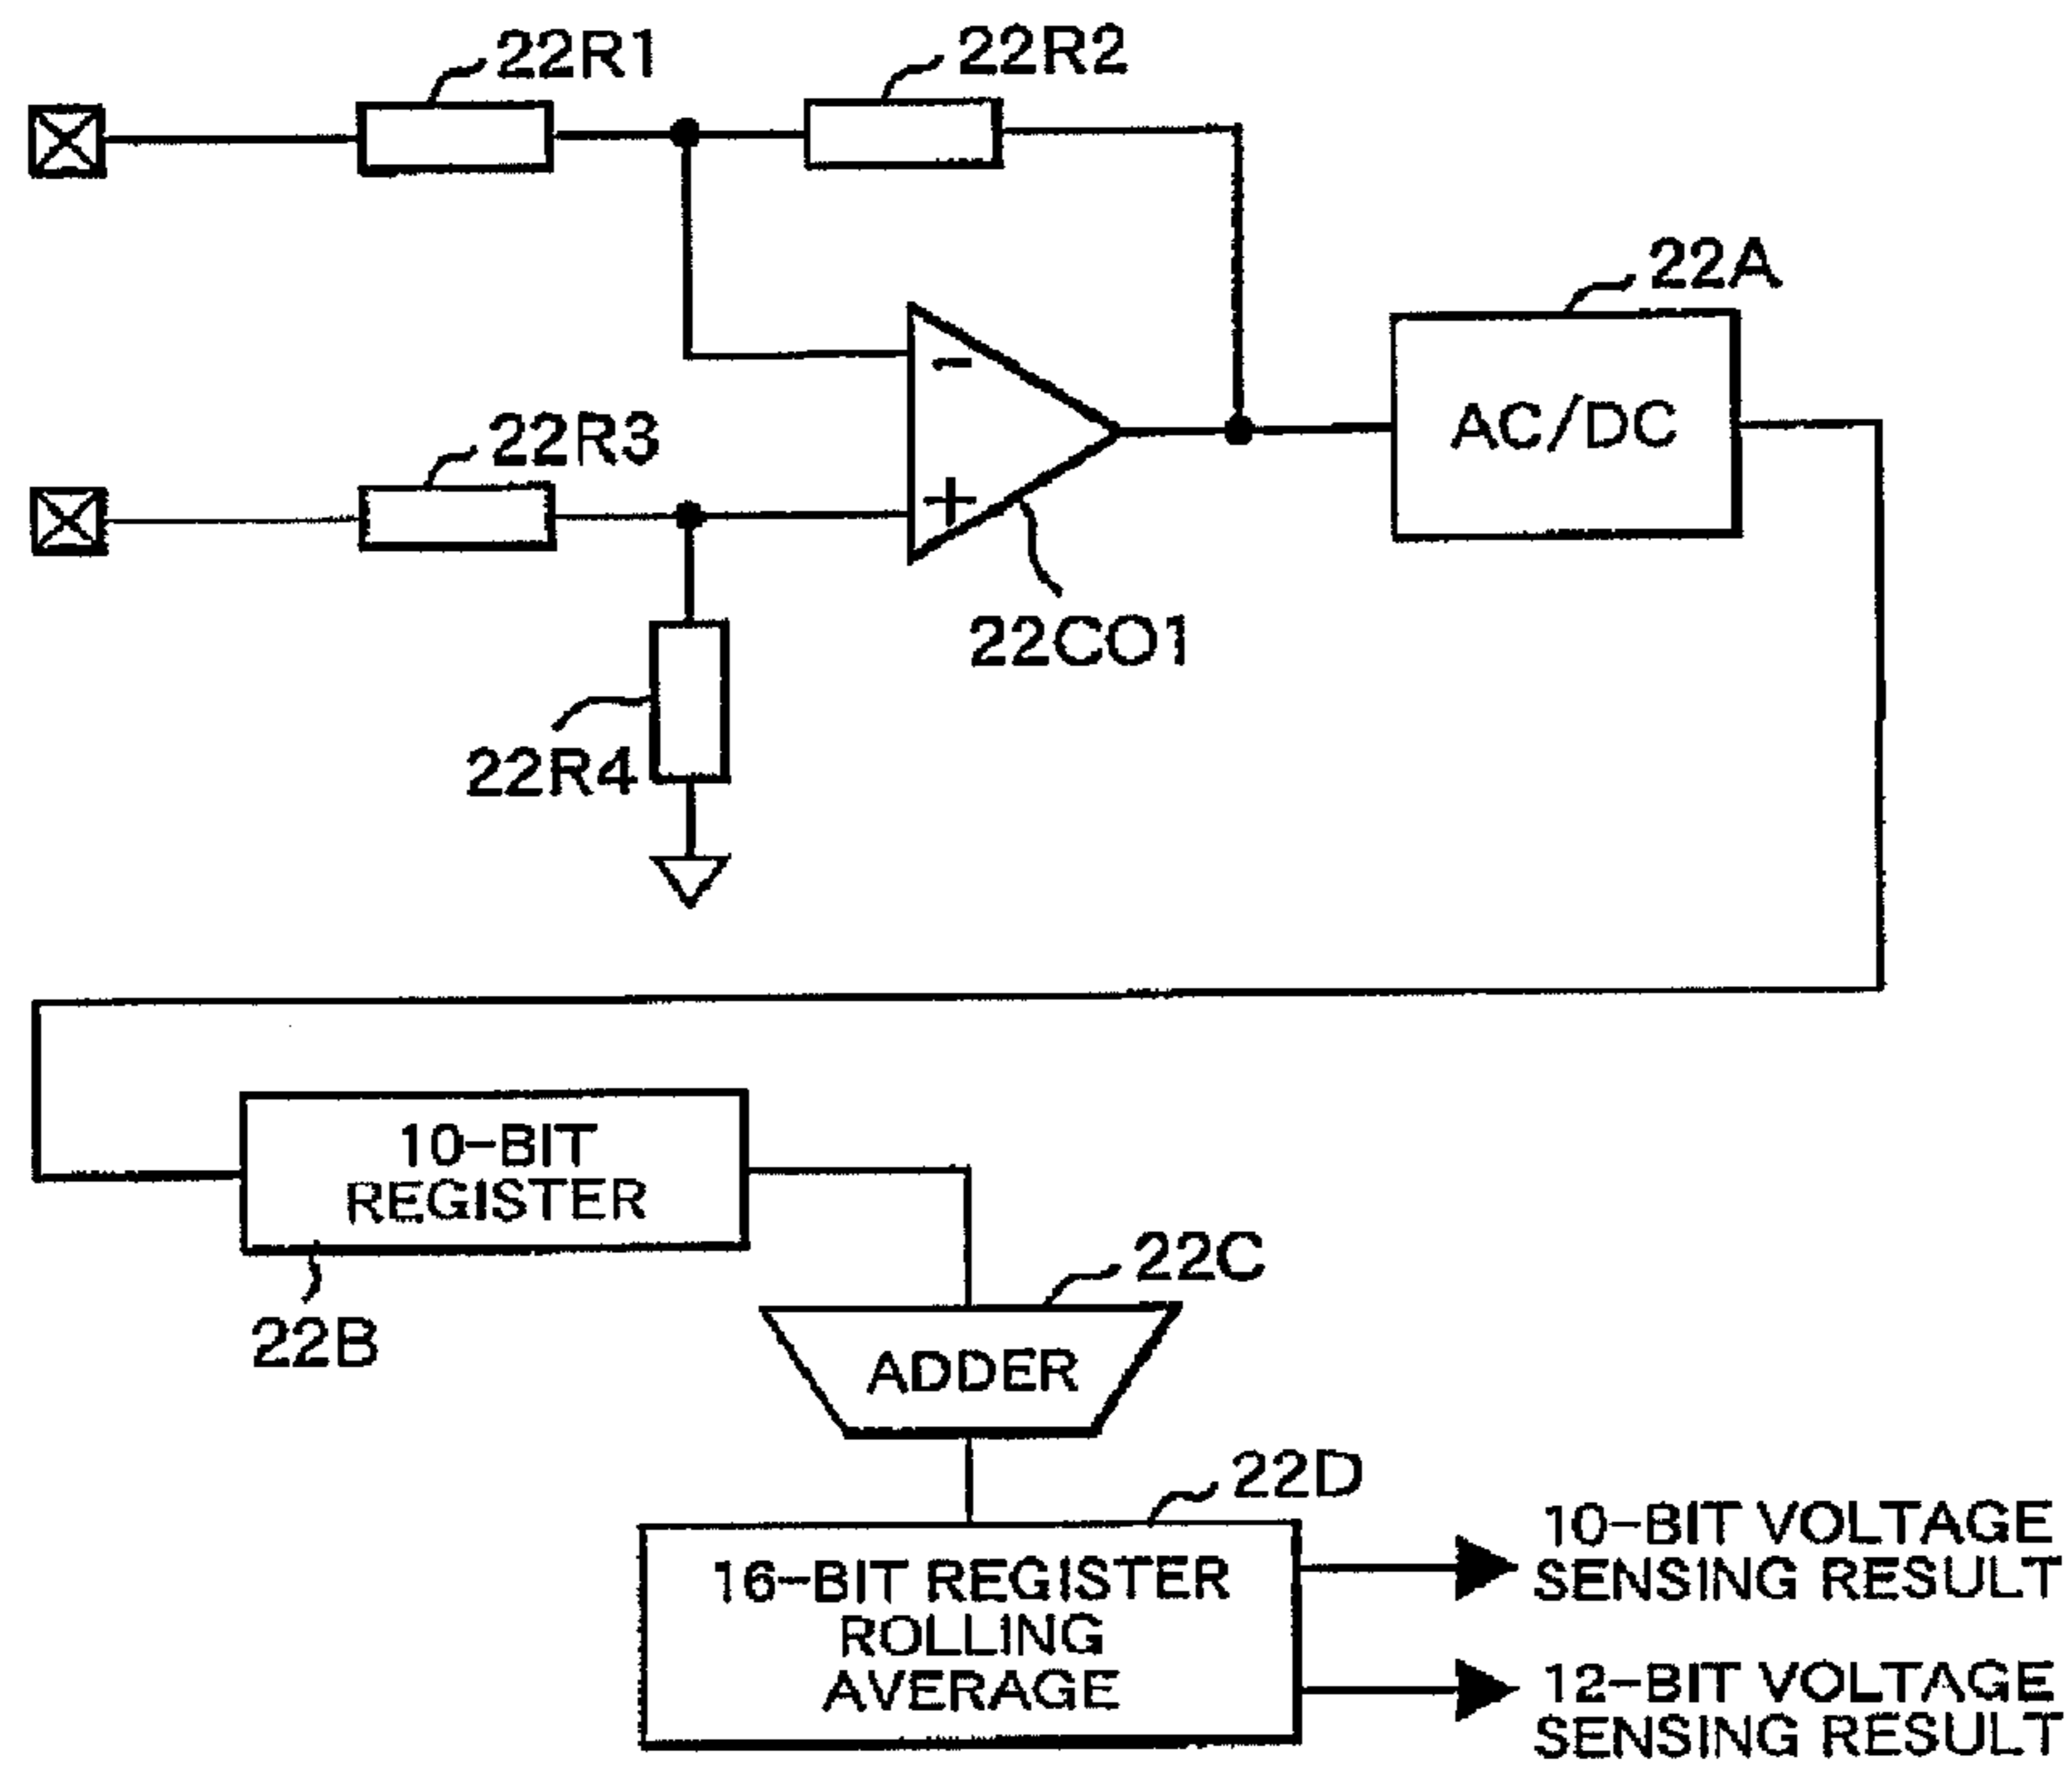 22R1
22R2
22A
-
AC/DC
22R3
+
22CO1
22R4
10-BIT
REGISTER
22B
22C
ADDER
22D
16-BIT REGISTER
ROLLING
AVERAGE
10-BIT VOLTAGE
SENSING RESULT
12-BIT VOLTAGE
SENSING RESULT